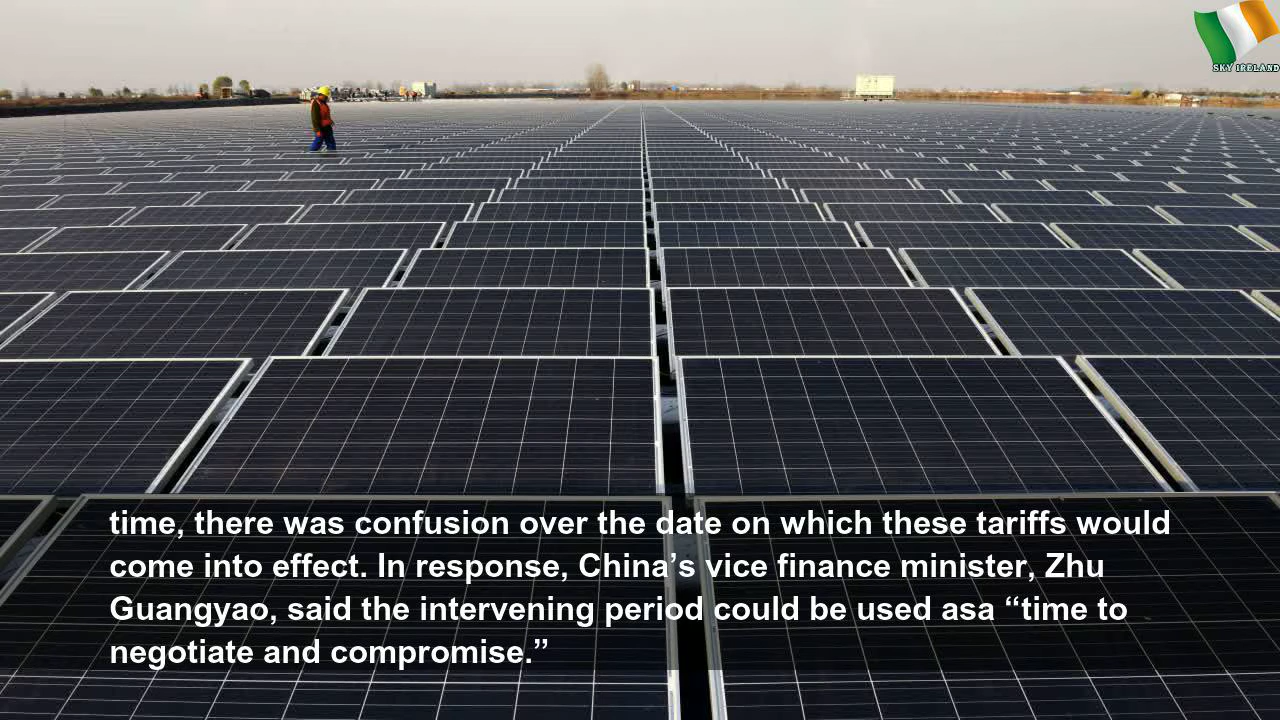 SKY IRELAND
time, there was confusion over the date on which these tariffs would
come into effect. In response, China’s vice finance minister, Zhu
Guangyao, said the intervening period could be used asa “time to
negotiate and compromise.”